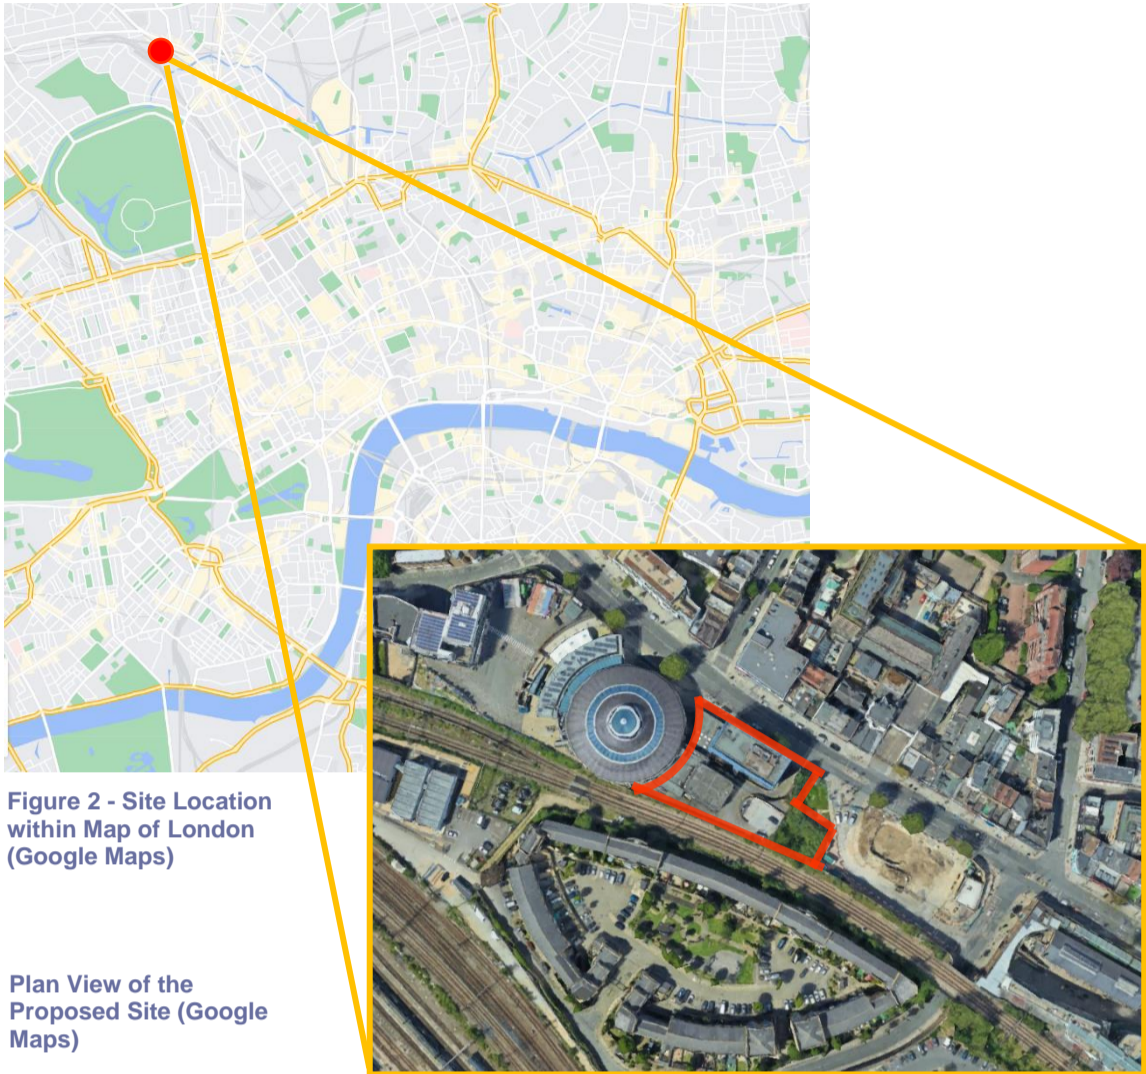 Figure 2 - Site Location
within Map of London
(Google Maps)
Plan View of the
Proposed Site (Google
Maps)